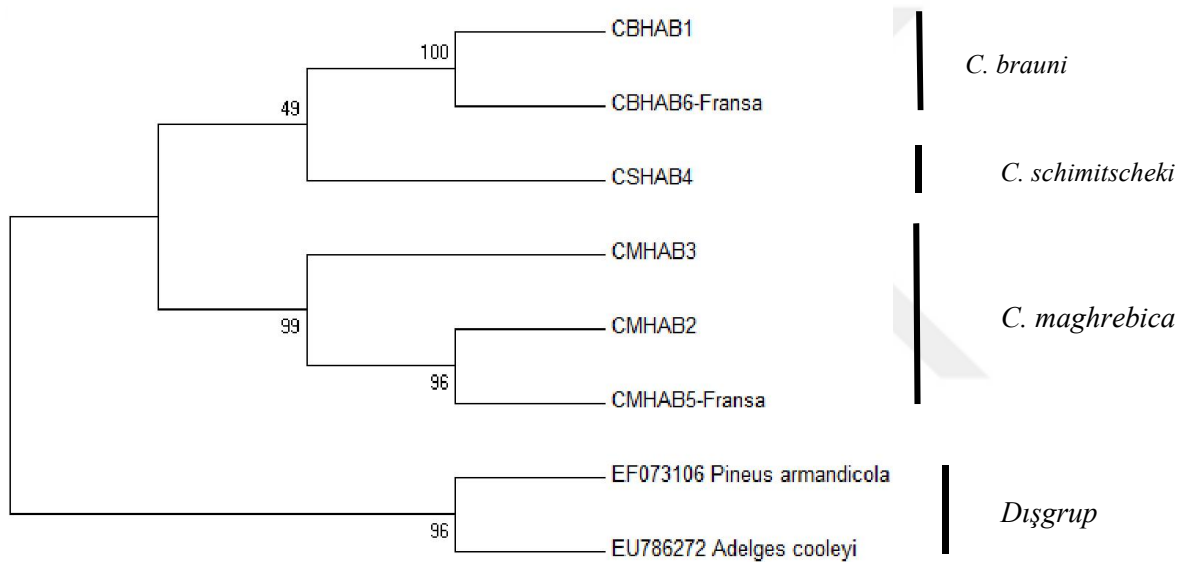 CBHAB1
100
C. brauni
CBHAB6-Fransa
49
CSHAB4
C. schimitscheki
CMHAB3
99
CMHAB2
C. maghrebica
96
CMHAB5-Fransa
EF073106 Pineus armandicola
Dışgrup
96
EU786272 Adelges cooleyi